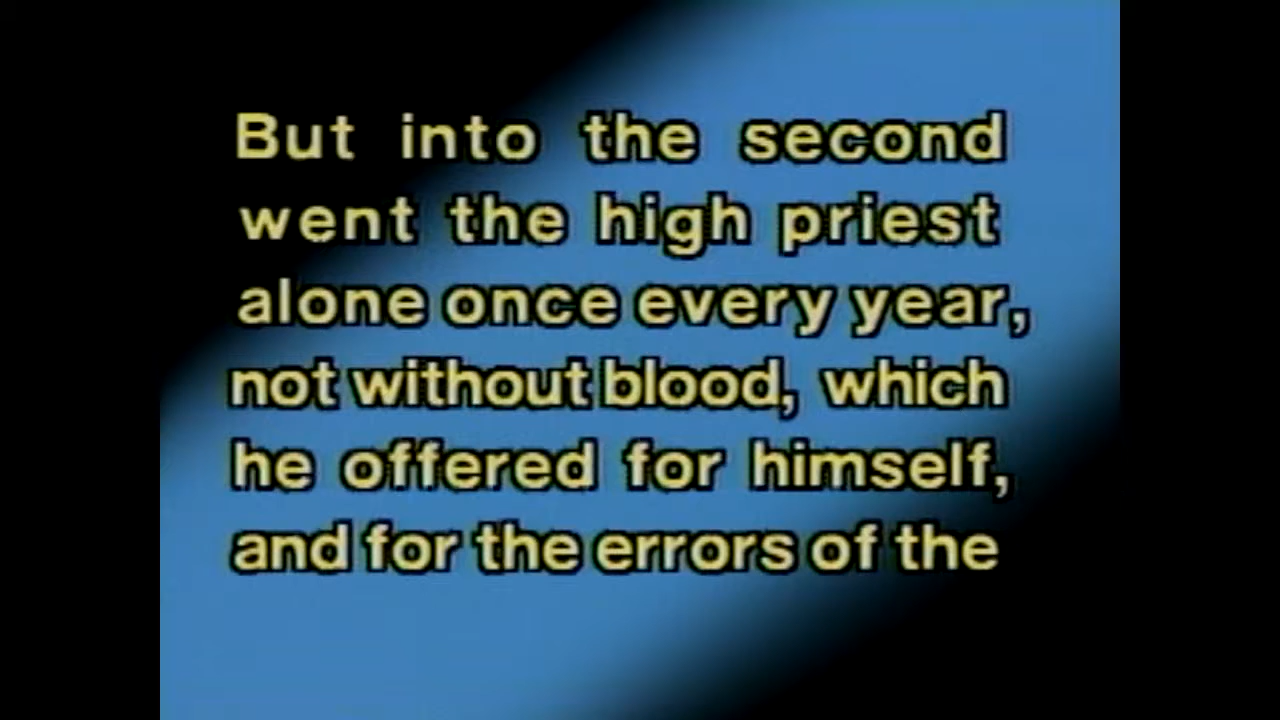 But into the second
went the high priest
alone once every year,
not without blood, which
he offered for himself,
and for the errors of the